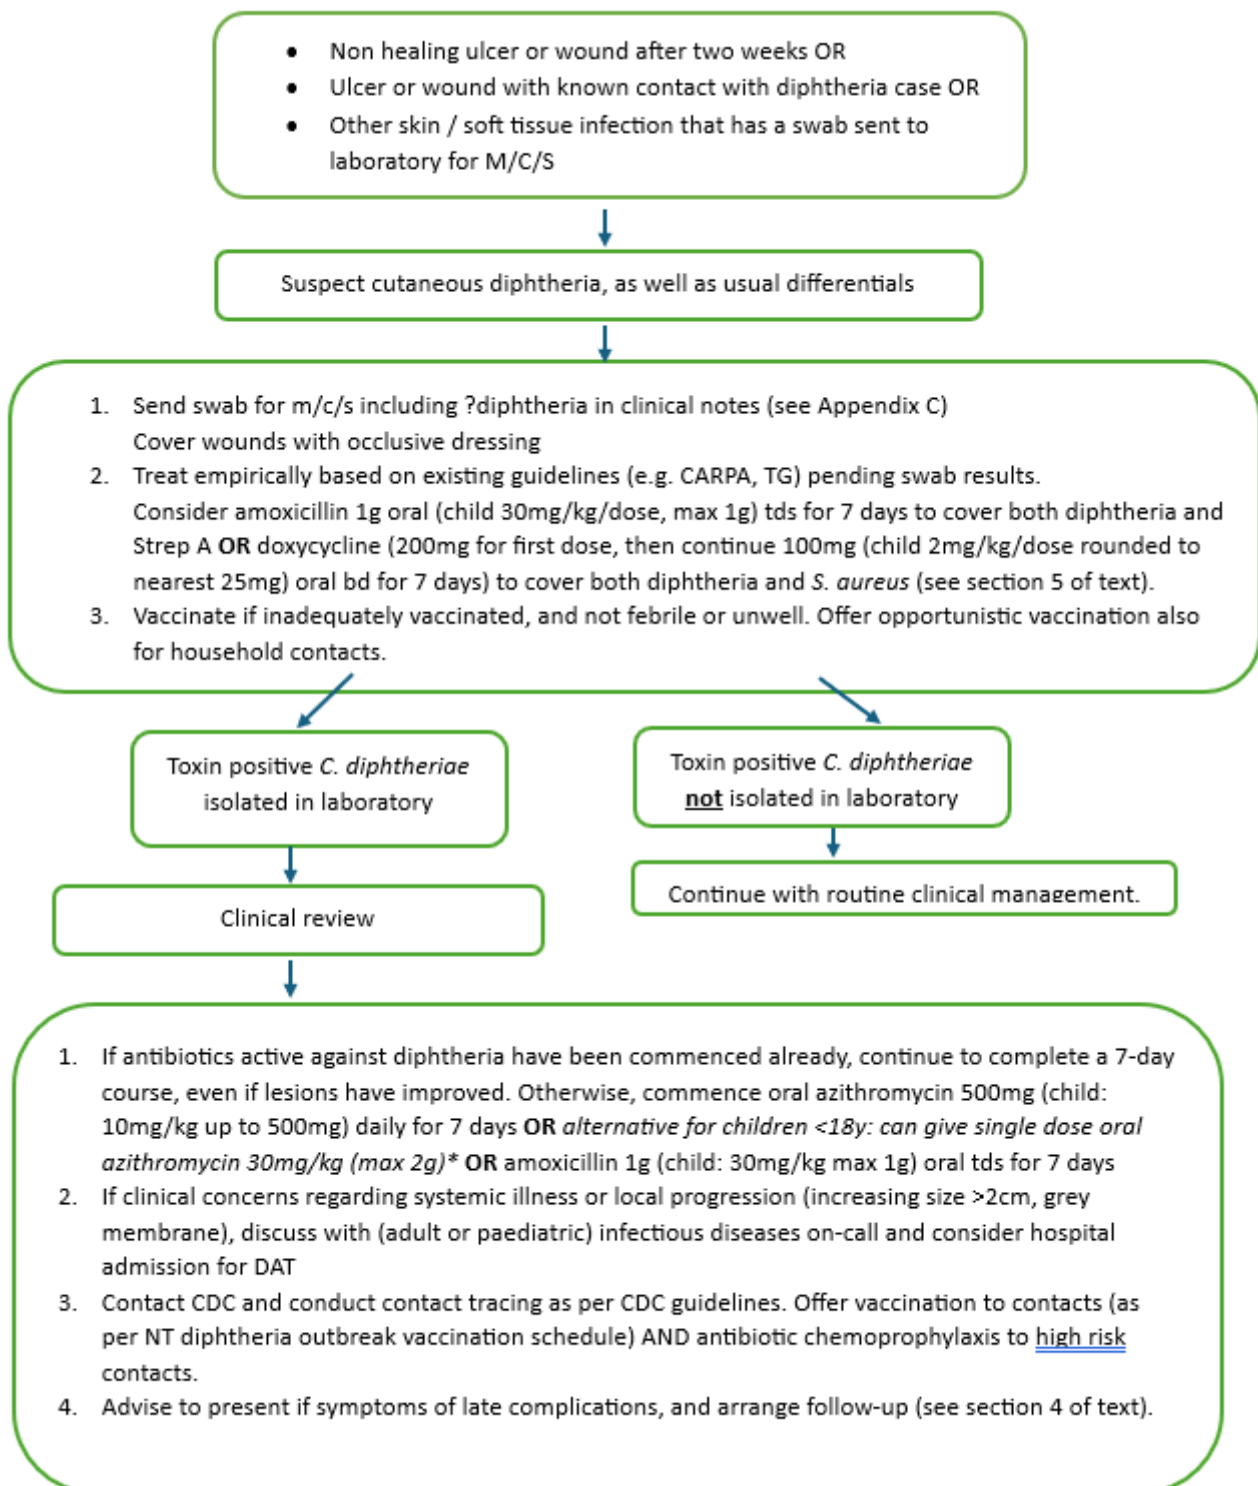 • Non healing ulcer or wound after two weeks OR
• Ulcer or wound with known contact with diphtheria case OR
• Other skin / soft tissue infection that has a swab sent to
laboratory for M/C/S
Suspect cutaneous diphtheria, as well as usual differentials
1. Send swab for m/c/s including ?diphtheria in clinical notes (see Appendix C)
Cover wounds with occlusive dressing
2. Treat empirically based on existing guidelines (e.g. CARPA, TG) pending swab results.
Consider amoxicillin 1g oral (child 30mg/kg/dose, max 1g) tds for 7 days to cover both diphtheria and
Strep A OR doxycycline (200mg for first dose, then continue 100mg (child 2mg/kg/dose rounded to
nearest 25mg) oral bd for 7 days) to cover both diphtheria and S. aureus (see section 5 of text).
3. Vaccinate if inadequately vaccinated, and not febrile or unwell. Offer opportunistic vaccination also
for household contacts.
Toxin positive C. diphtheriae
isolated in laboratory
Toxin positive C. diphtheriae
not isolated in laboratory
Clinical review
Continue with routine clinical management.
1. If antibiotics active against diphtheria have been commenced already, continue to complete a 7-day
course, even if lesions have improved. Otherwise, commence oral azithromycin 500mg (child:
10mg/kg up to 500mg) daily for 7 days OR alternative for children <18y: can give single dose oral
azithromycin 30mg/kg (max 2g)* OR amoxicillin 1g (child: 30mg/kg max 1g) oral tds for 7 days
2. If clinical concerns regarding systemic illness or local progression (increasing size >2cm, grey
membrane), discuss with (adult or paediatric) infectious diseases on-call and consider hospital
admission for DAT
3. Contact CDC and conduct contact tracing as per CDC guidelines. Offer vaccination to contacts (as
per NT diphtheria outbreak vaccination schedule) AND antibiotic chemoprophylaxis to high risk
contacts.
4. Advise to present if symptoms of late complications, and arrange follow-up (see section 4 of text).